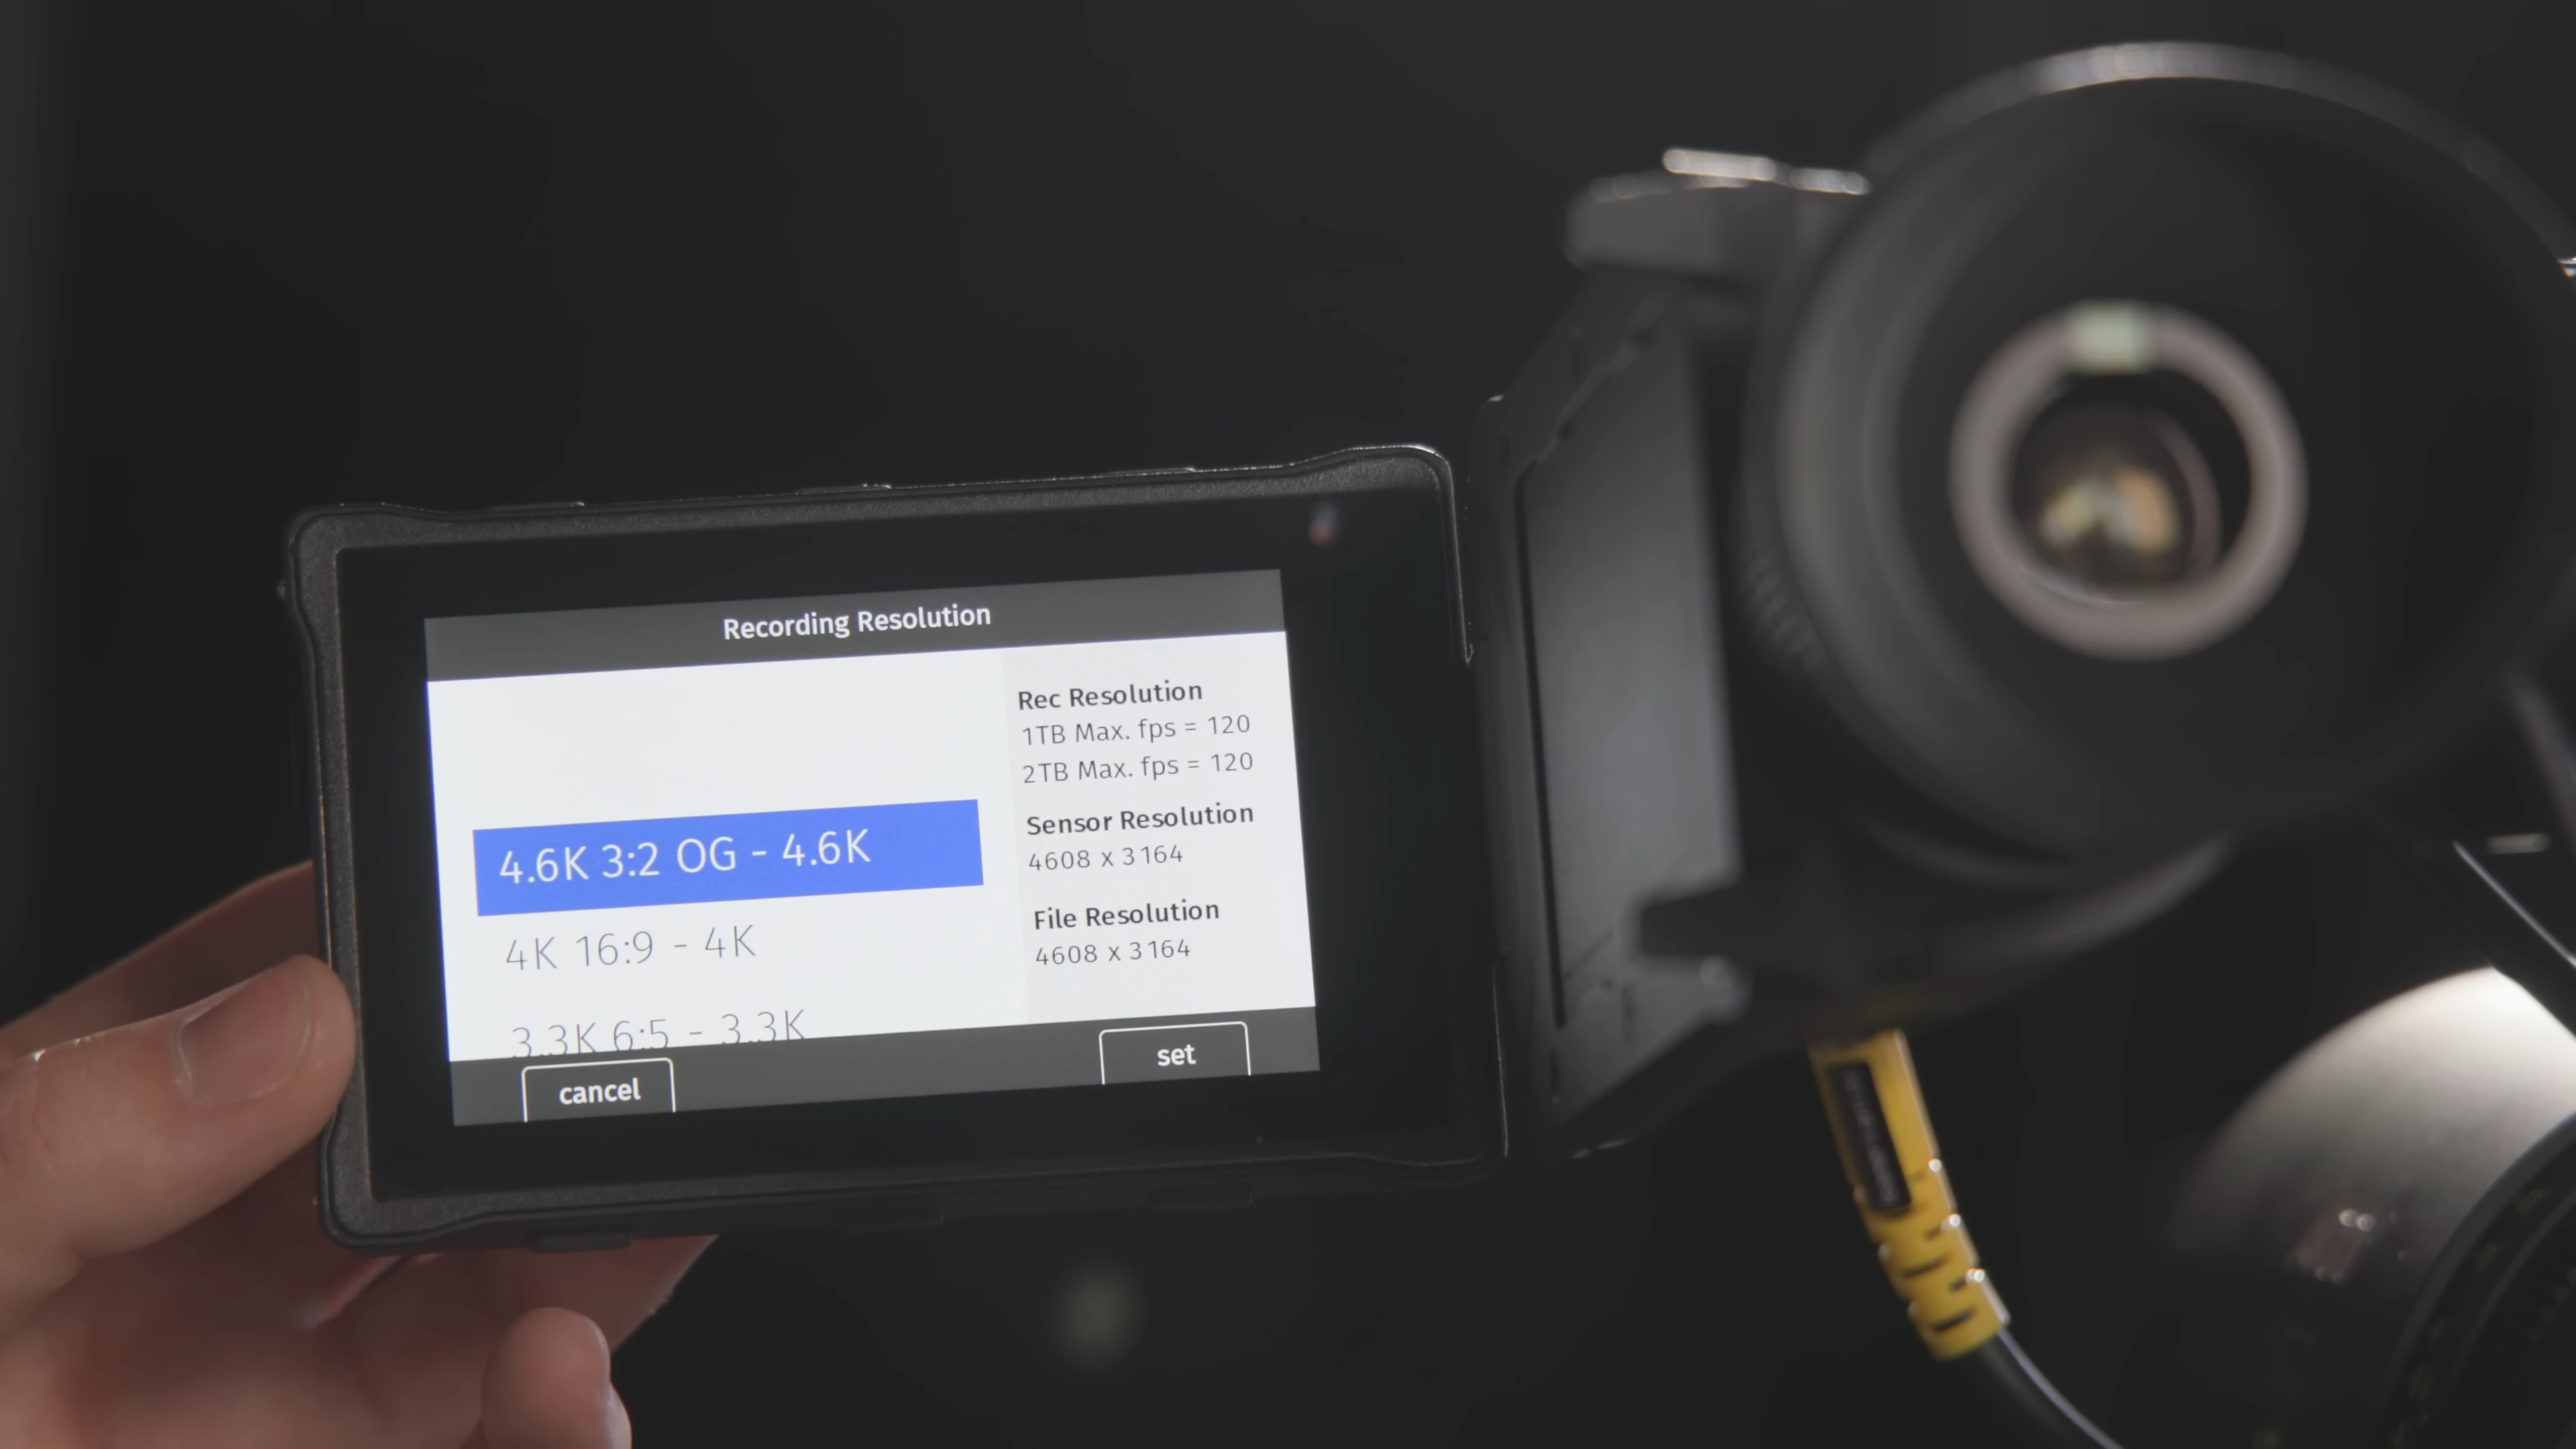 Recording Resolution
4.6K 3:2 OG - 4.6K
4K 16:9 - 4K
3.3K 6:5 - 3.3K
Rec Resolution
1TB Max. fps = 120
2TB Max. fps = 120
Sensor Resolution
4608 x 3164
File Resolution
4608 x 3164
cancel
set